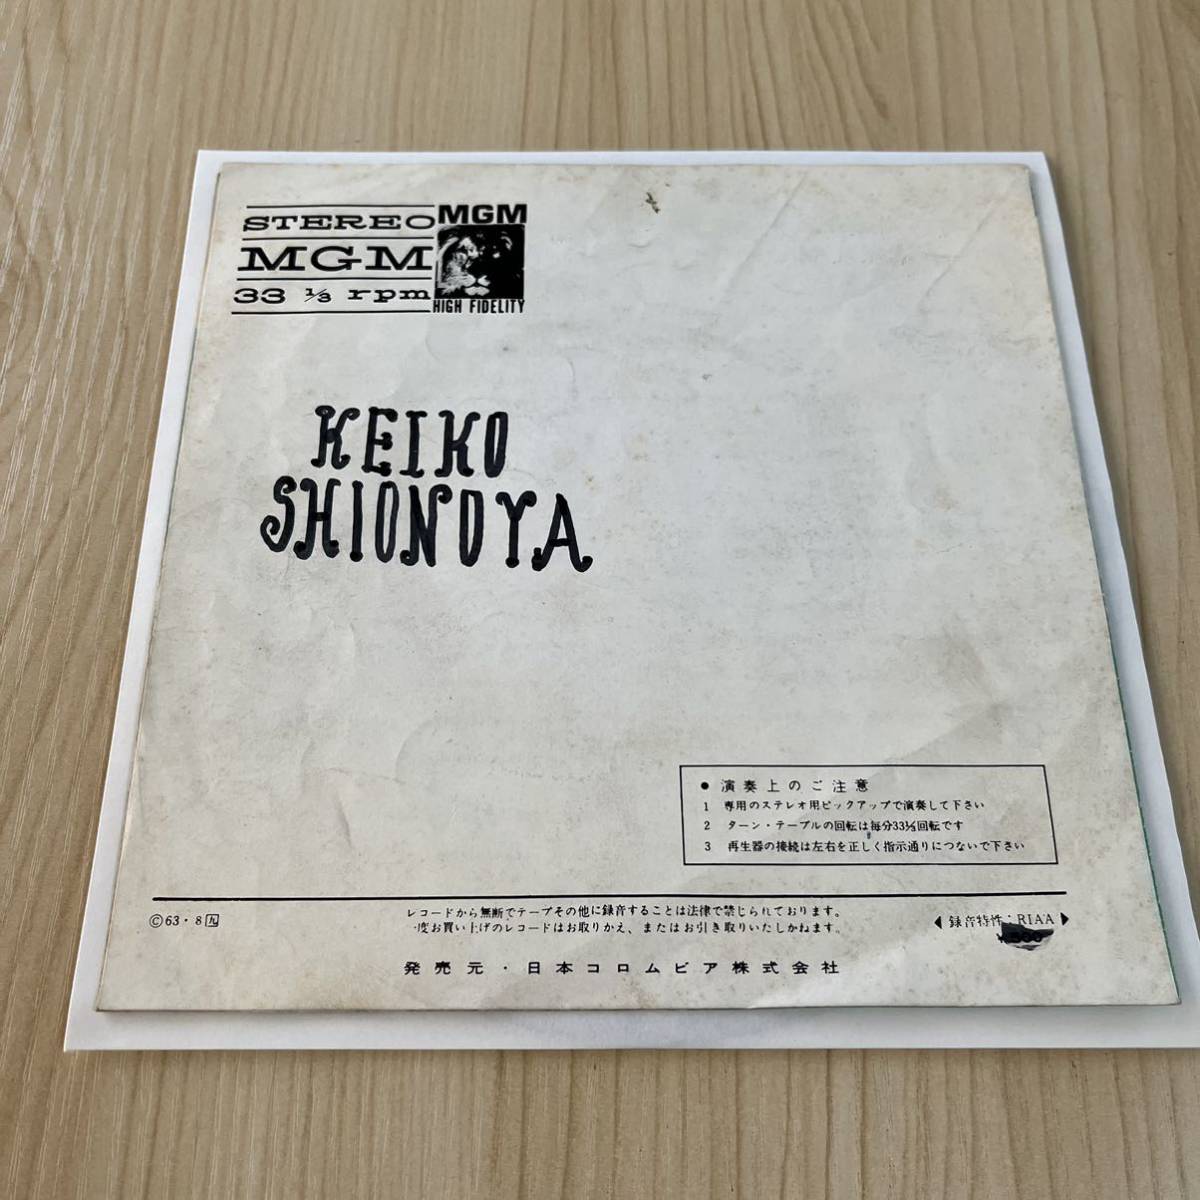 STEREO
MGM
33 ⅓ rpm
MGM
HIGH FIDELITY
KEIKO
SHIONOYA
● 演奏上のご注意
1 専用のステレオ用ピックアップで演奏して下さい
2 ターン・テーブルの回転は毎分33⅓回転です
3 再生器の接続は左右を正しく指示通りにつないで下さい
Ⓒ63・8 九
レコードから無断でテープその他に録音することは法律で禁じられております。
一度お買い上げのレコードはお取りかえ、またはお引き取りいたしかねます。
発売元・日本コロムビア株式会社
◀ 録音特性：RIAA ▶